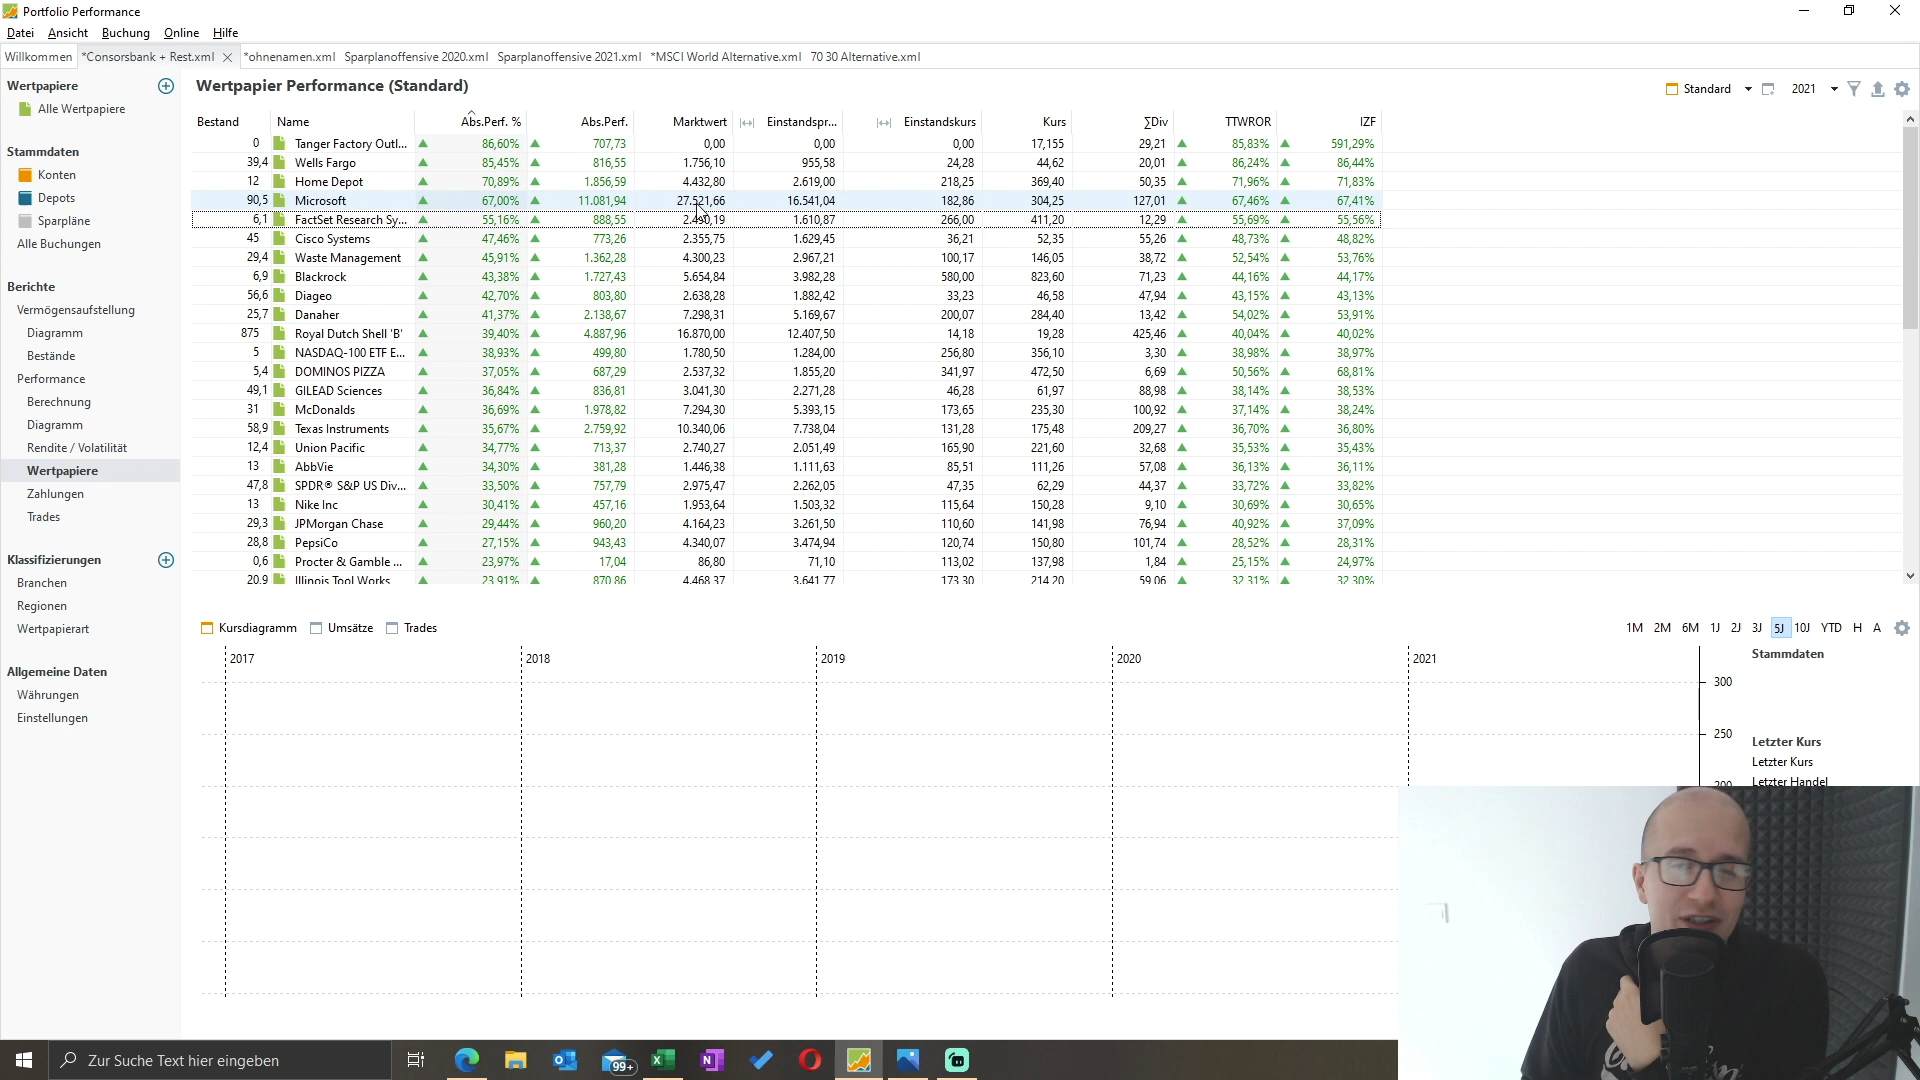 Portfolio Performance
Datei Ansicht Buchung Online Hilfe
Willkommen *Consorsbank + Rest.xml *ohnenamen.xml Sparplanoffensive 2020.xml Sparplanoffensive 2021.xml *MSCI World Alternative.xml 70 30 Alternative.xml
Wertpapiere
Alle Wertpapiere
Stammdaten
Konten
Depots
Sparpläne
Alle Buchungen
Berichte
Vermögensaufstellung
Diagramm
Bestände
Performance
Berechnung
Diagramm
Rendite / Volatilität
Wertpapiere
Zahlungen
Trades
Klassifizierungen
Branchen
Regionen
Wertpapierart
Allgemeine Daten
Währungen
Einstellungen
Wertpapier Performance (Standard)
Standard 2021
Bestand Name Abs.Perf. % Abs.Perf. Marktwert Einstandspr... Einstandskurs Kurs ∑Div TTWROR IZF
0 Tanger Factory Outl... 86,60% 707,73 0,00 0,00 0,00 17,155 29,21 85,83% 591,29%
39,4 Wells Fargo 85,45% 816,55 1.756,10 955,58 24,28 44,62 20,01 86,24% 86,44%
12 Home Depot 70,89% 1.856,59 4.432,80 2.619,00 218,25 369,40 50,35 71,96% 71,83%
90,5 Microsoft 67,00% 11.081,94 27.521,66 16.541,04 182,86 304,25 127,01 67,46% 67,41%
6,1 FactSet Research Sy... 55,16% 888,55 2.490,19 1.610,87 266,00 411,20 12,29 55,69% 55,56%
45 Cisco Systems 47,46% 773,26 2.355,75 1.629,45 36,21 52,35 55,26 48,73% 48,82%
29,4 Waste Management 45,91% 1.362,28 4.300,23 2.967,21 100,17 146,05 38,72 52,54% 53,76%
6,9 Blackrock 43,38% 1.727,43 5.654,84 3.982,28 580,00 823,60 71,23 44,16% 44,17%
56,6 Diageo 42,70% 803,80 2.638,28 1.882,42 33,23 46,58 47,94 43,15% 43,13%
25,7 Danaher 41,37% 2.138,67 7.298,31 5.169,67 200,07 284,40 13,42 54,02% 53,91%
875 Royal Dutch Shell 'B' 39,40% 4.887,96 16.870,00 12.407,50 14,18 19,28 425,46 40,04% 40,02%
5 NASDAQ-100 ETF E... 38,93% 499,80 1.780,50 1.284,00 256,80 356,10 3,30 38,98% 38,97%
5,4 DOMINOS PIZZA 37,05% 687,29 2.537,32 1.855,20 341,97 472,50 6,69 50,56% 68,81%
49,1 GILEAD Sciences 36,84% 836,81 3.041,30 2.271,28 46,28 61,97 88,98 38,14% 38,53%
31 McDonalds 36,69% 1.978,82 7.294,30 5.393,15 173,65 235,30 100,92 37,14% 38,24%
58,9 Texas Instruments 35,67% 2.759,92 10.340,06 7.738,04 131,28 175,48 209,27 36,70% 36,80%
12,4 Union Pacific 34,77% 713,37 2.740,27 2.051,49 165,90 221,60 32,68 35,53% 35,43%
13 AbbVie 34,30% 381,28 1.446,38 1.111,63 85,51 111,26 57,08 36,13% 36,11%
47,8 SPDR® S&P US Div... 33,50% 757,79 2.975,47 2.262,05 47,35 62,29 44,37 33,72% 33,82%
13 Nike Inc 30,41% 457,16 1.953,64 1.503,32 115,64 150,28 9,10 30,69% 30,65%
29,3 JPMorgan Chase 29,44% 960,20 4.164,23 3.261,50 110,60 141,98 76,94 40,92% 37,09%
28,8 PepsiCo 27,15% 943,43 4.340,07 3.474,94 120,74 150,80 101,74 28,52% 28,31%
0,6 Procter & Gamble ... 23,97% 17,04 86,80 71,10 113,02 137,98 1,84 25,15% 24,97%
20,9 Illinois Tool Works 23,91% 870,86 4.468,37 3.641,77 173,30 214,20 59,06 32,31% 32,30%
Kursdiagramm Umsätze Trades
1M 2M 6M 1J 2J 3J 5J 10J YTD H A
2017 2018 2019 2020 2021
300
250
200
Stammdaten
Letzter Kurs
Letzter Kurs
Letzter Handel
Zur Suche Text hier eingeben
99+